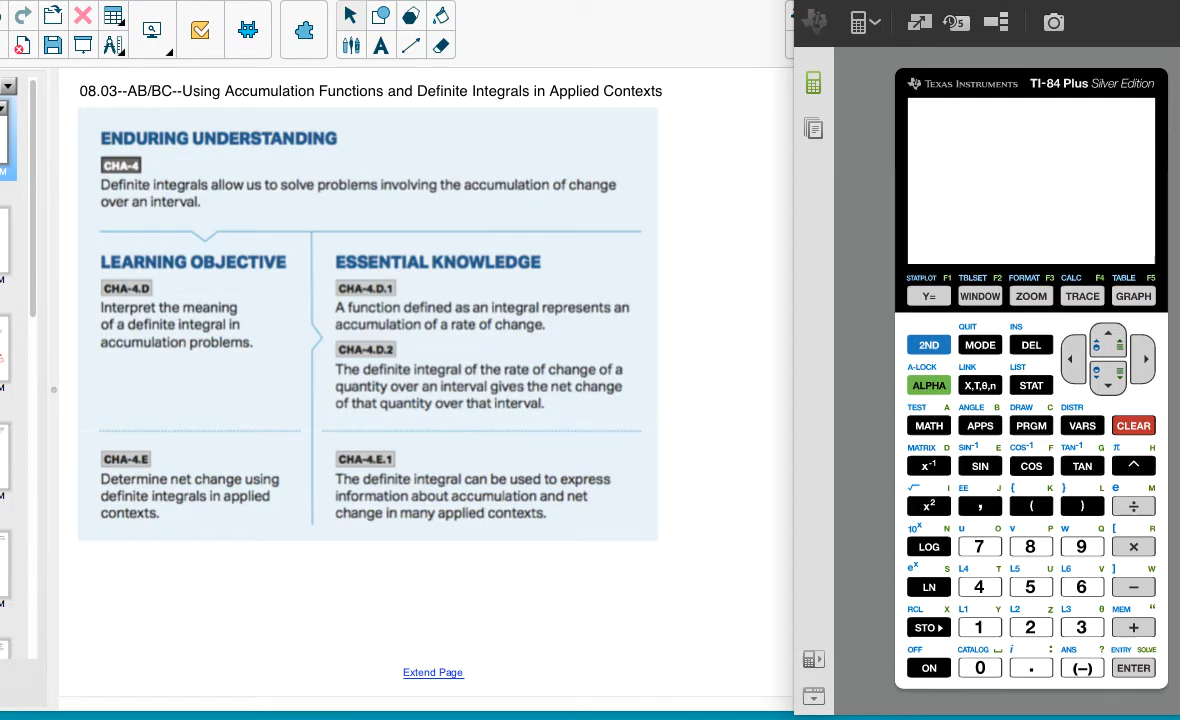 08.03--AB/BC--Using Accumulation Functions and Definite Integrals in Applied Contexts
ENDURING UNDERSTANDING
CHA-4
Definite integrals allow us to solve problems involving the accumulation of change
over an interval.
LEARNING OBJECTIVE
CHA-4.D
Interpret the meaning
of a definite integral in
accumulation problems.
ESSENTIAL KNOWLEDGE
CHA-4.D.1
A function defined as an integral represents an
accumulation of a rate of change.
CHA-4.D.2
The definite integral of the rate of change of a
quantity over an interval gives the net change
of that quantity over that interval.
CHA-4.E
Determine net change using
definite integrals in applied
contexts.
CHA-4.E.1
The definite integral can be used to express
information about accumulation and net
change in many applied contexts.
Extend Page
TEXAS INSTRUMENTS TI-84 Plus Silver Edition
STATPLOT F1 TBLSET F2 FORMAT F3 CALC F4 TABLE F5
Y= WINDOW ZOOM TRACE GRAPH
QUIT INS
2ND MODE DEL
A-LOCK LINK LIST
ALPHA X,T,θ,n STAT
TEST A ANGLE B DRAW C DISTR
MATH APPS PRGM VARS CLEAR
MATRIX D SIN⁻¹ E COS⁻¹ F TAN⁻¹ G π H
x⁻¹ SIN COS TAN ^
√ I EE J { K } L e M
x² , ( ) ÷
10ˣ N u O v P w Q [ R
LOG 7 8 9 ×
eˣ S L4 T L5 U L6 V ] W
LN 4 5 6 −
RCL X L1 Y L2 Z L3 θ MEM “
STO▶ 1 2 3 +
OFF CATALOG i : ANS ? ENTRY SOLVE
ON 0 . (−) ENTER